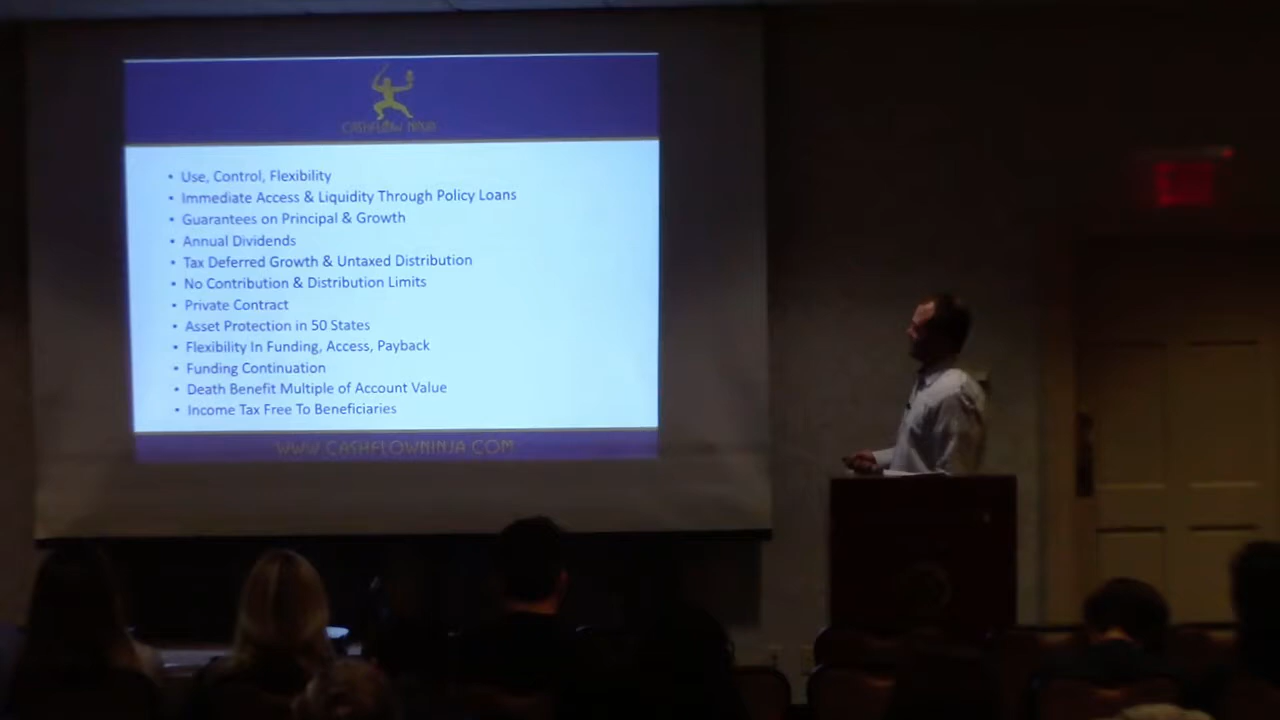 CASHFLOW NINJA
• Use, Control, Flexibility
• Immediate Access & Liquidity Through Policy Loans
• Guarantees on Principal & Growth
• Annual Dividends
• Tax Deferred Growth & Untaxed Distribution
• No Contribution & Distribution Limits
• Private Contract
• Asset Protection in 50 States
• Flexibility In Funding, Access, Payback
• Funding Continuation
• Death Benefit Multiple of Account Value
• Income Tax Free To Beneficiaries
WWW.CASHFLOWNINJA.COM